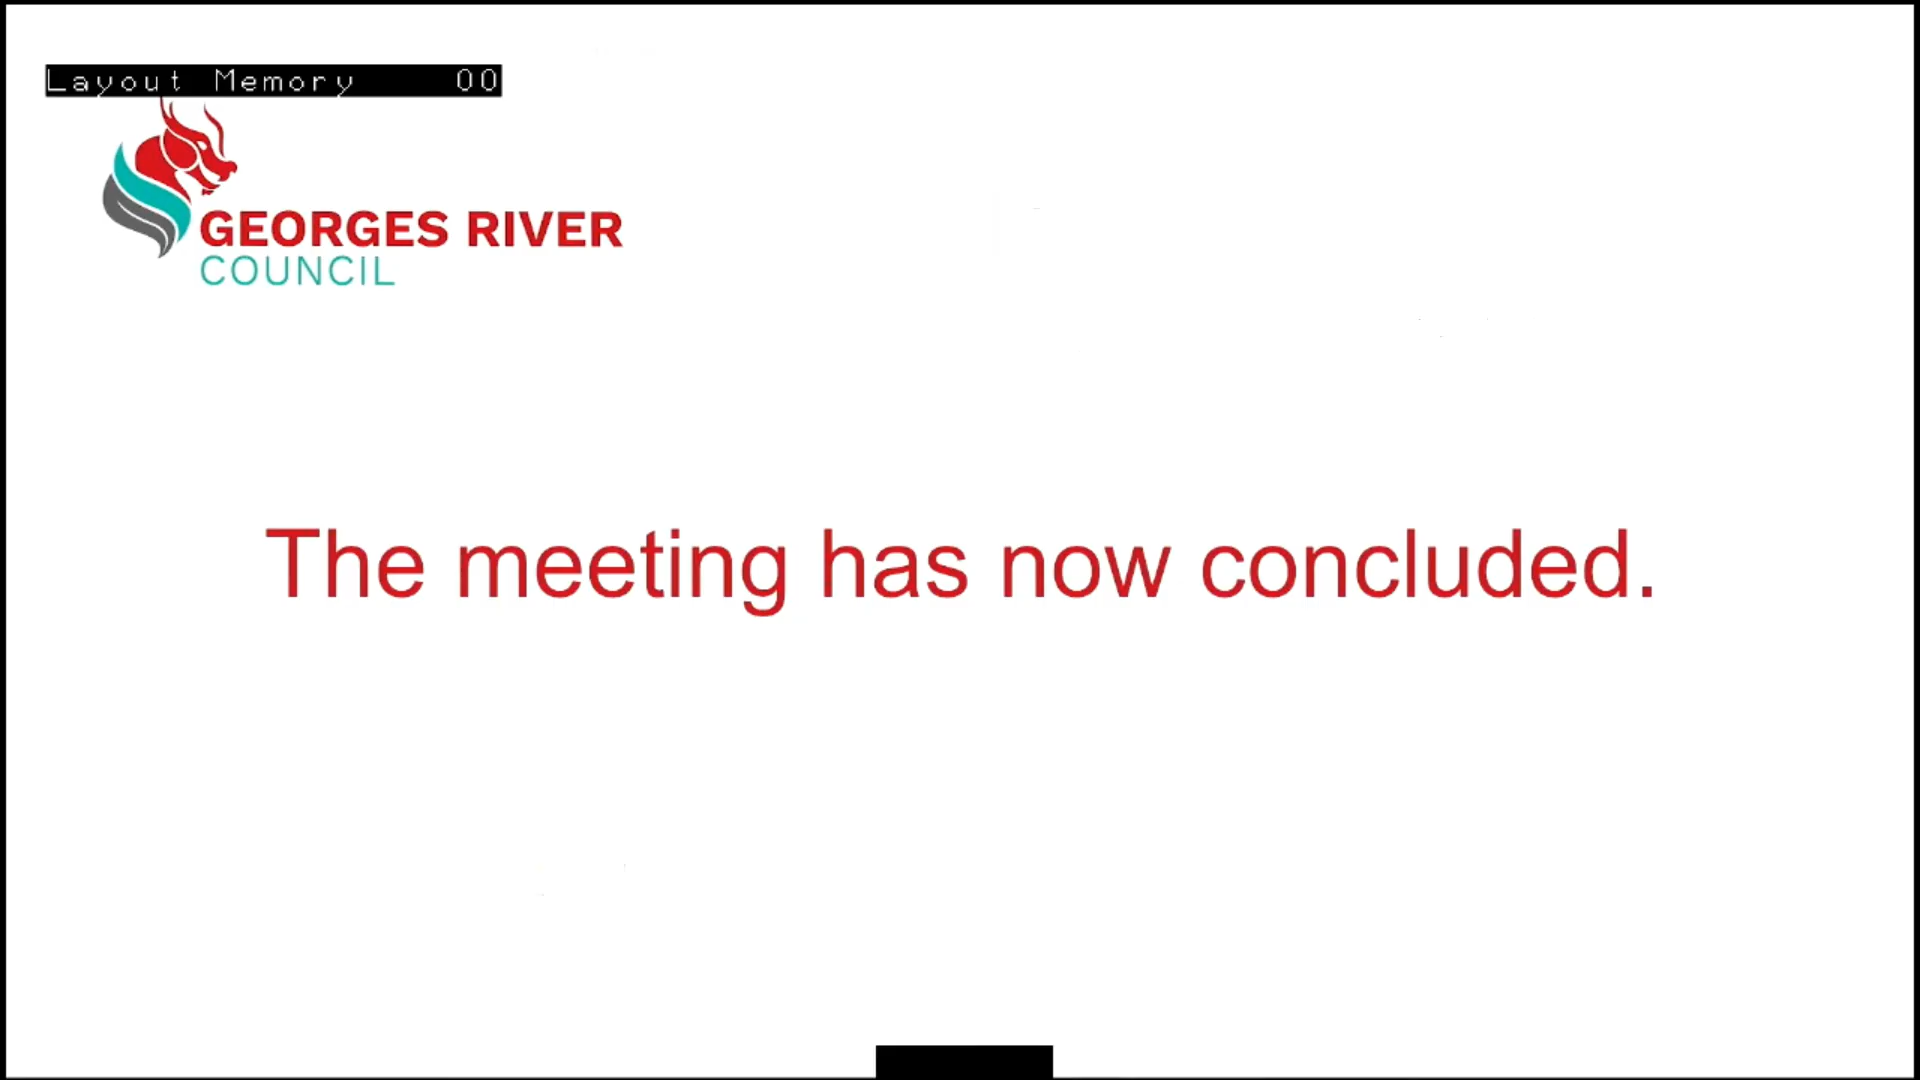 Layout Memory 00
GEORGES RIVER
COUNCIL
The meeting has now concluded.